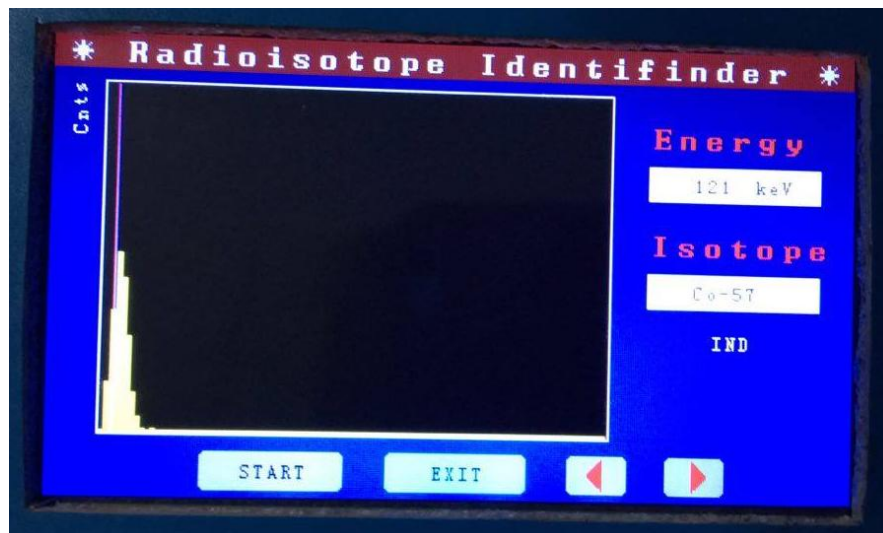 ✷ Radioisotope Identifinder ✷
Cnts
Energy
121 keV
Isotope
Co-57
IND
START
EXIT